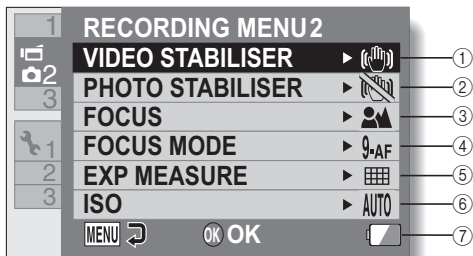 1 RECORDING MENU 2
VIDEO STABILISER ①
2 PHOTO STABILISER ②
3 FOCUS ③
1 FOCUS MODE 9-AF ④
2 EXP MEASURE ⑤
3 ISO AUTO ⑥
MENU OK OK ⑦